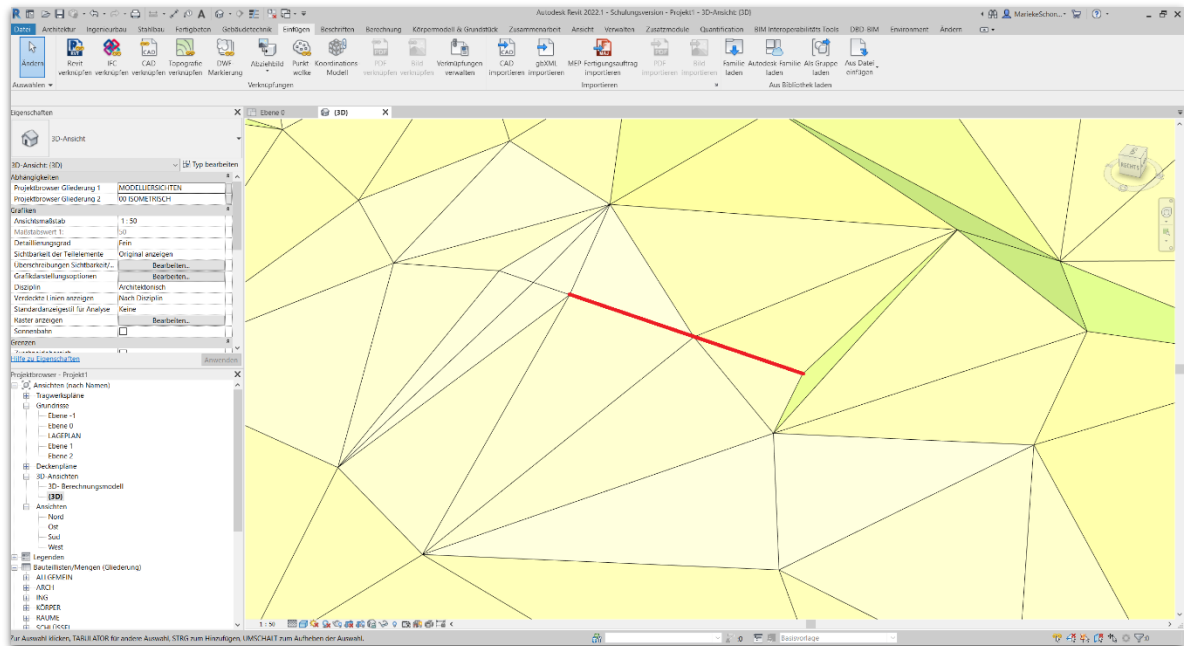 Autodesk Revit 2022.1 - Schulungsversion - Projekt1 - 3D-Ansicht: (3D)
MariekeSchon...
Datei Architektur Ingenieurbau Stahlbau Fertigbeton Gebäudetechnik Einfügen Beschriften Berechnung Körpermodell & Grundstück Zusammenarbeit Ansicht Verwalten Zusatzmodule Quantification BIM Interoperabilitäts Tools DBD-BIM Environment Ändern
Ändern
Revit verknüpfen
IFC verknüpfen
CAD verknüpfen
Topografie verknüpfen
DWF Markierung
Abziehbild
Punkt wolke
Koordinations Modell
PDF verknüpfen
Bild verknüpfen
Verknüpfungen verwalten
CAD importieren
gbXML importieren
MEP Fertigungsauftrag importieren
PDF importieren
Bild importieren
Familie laden
Autodesk Familie laden
Als Gruppe laden
Aus Datei einfügen
Auswählen
Verknüpfungen
Importieren
Aus Bibliothek laden
Eigenschaften
Ebene 0
(3D)
3D-Ansicht
3D-Ansicht: (3D)
Typ bearbeiten
Abhängigkeiten
Projektbrowser Gliederung 1 MODELLIERSICHTEN
Projektbrowser Gliederung 2 00 ISOMETRISCH
Grafiken
Ansichtsmaßstab 1 : 50
Maßstabswert 1: 50
Detaillierungsgrad Fein
Sichtbarkeit der Teilelemente Original anzeigen
Überschreibungen Sichtbarkeit/... Bearbeiten...
Grafikdarstellungsoptionen Bearbeiten...
Disziplin Architektonisch
Verdeckte Linien anzeigen Nach Disziplin
Standardanzeigestil für Analyse Keine
Raster anzeigen Bearbeiten...
Sonnenbahn
Grenzen
Hilfe zu Eigenschaften
Anwenden
Projektbrowser - Projekt1
Ansichten (nach Namen)
Tragwerkspläne
Grundrisse
Ebene -1
Ebene 0
LAGEPLAN
Ebene 1
Ebene 2
Deckenpläne
3D-Ansichten
3D- Berechnungsmodell
(3D)
Ansichten
Nord
Ost
Süd
West
Legenden
Bauteillisten/Mengen (Gliederung)
ALLGEMEIN
ARCH
ING
KÖRPER
RÄUME
SCHLÜSSEL
RECHTS
1 : 50
Zur Auswahl klicken, TABULATOR für andere Auswahl, STRG zum Hinzufügen, UMSCHALT zum Aufheben der Auswahl.
:0
Basisvorlage
:0